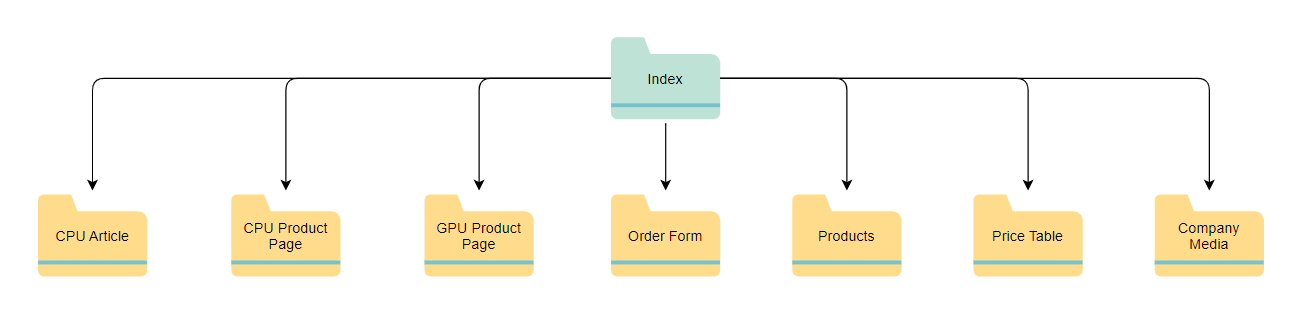 Index
CPU Article
CPU Product
Page
GPU Product
Page
Order Form
Products
Price Table
Company
Media